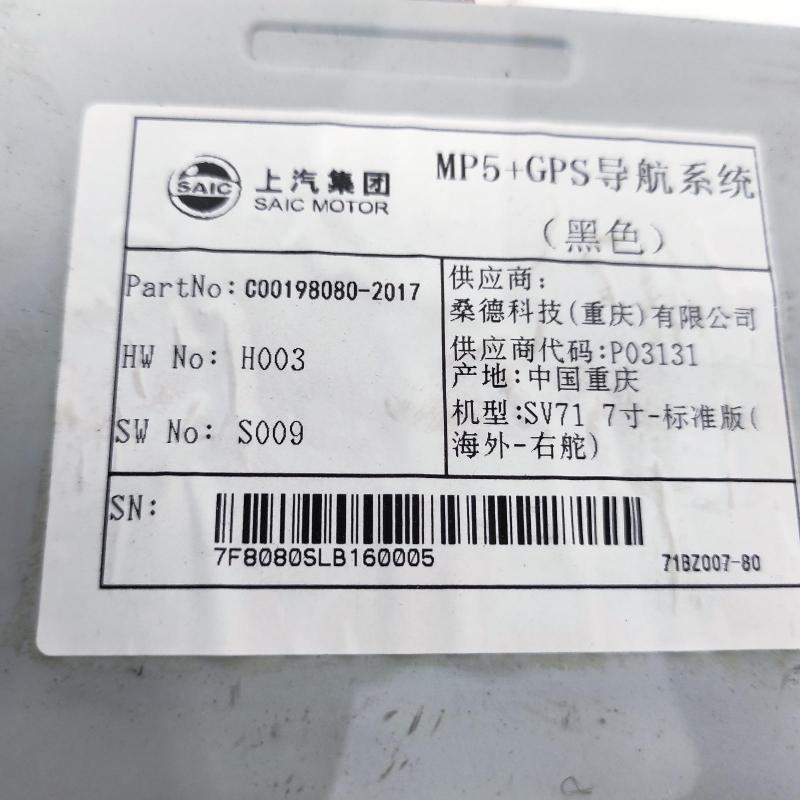 SAIC
上汽集团
SAIC MOTOR
MP5+GPS导航系统
(黑色)
PartNo: C00198080-2017
HW No: H003
SW No: S009
供应商:
桑德科技(重庆)有限公司
供应商代码:P03131
产地:中国重庆
机型:SV71 7寸-标准版(
海外-右舵)
SN:
7F8080SLB160005
71BZ007-80